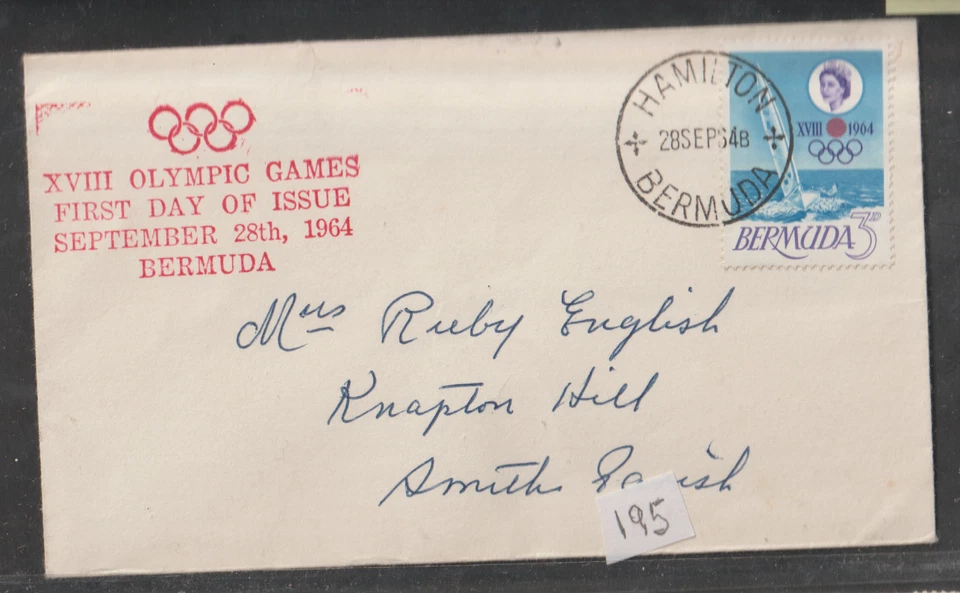 XVIII OLYMPIC GAMES
FIRST DAY OF ISSUE
SEPTEMBER 28th, 1964
BERMUDA
HAMILTON
28SEP64B
BERMUDA
XVIII 1964
BERMUDA 3D
Mrs Ruby English
Knapton Hill
Smiths Parish
195